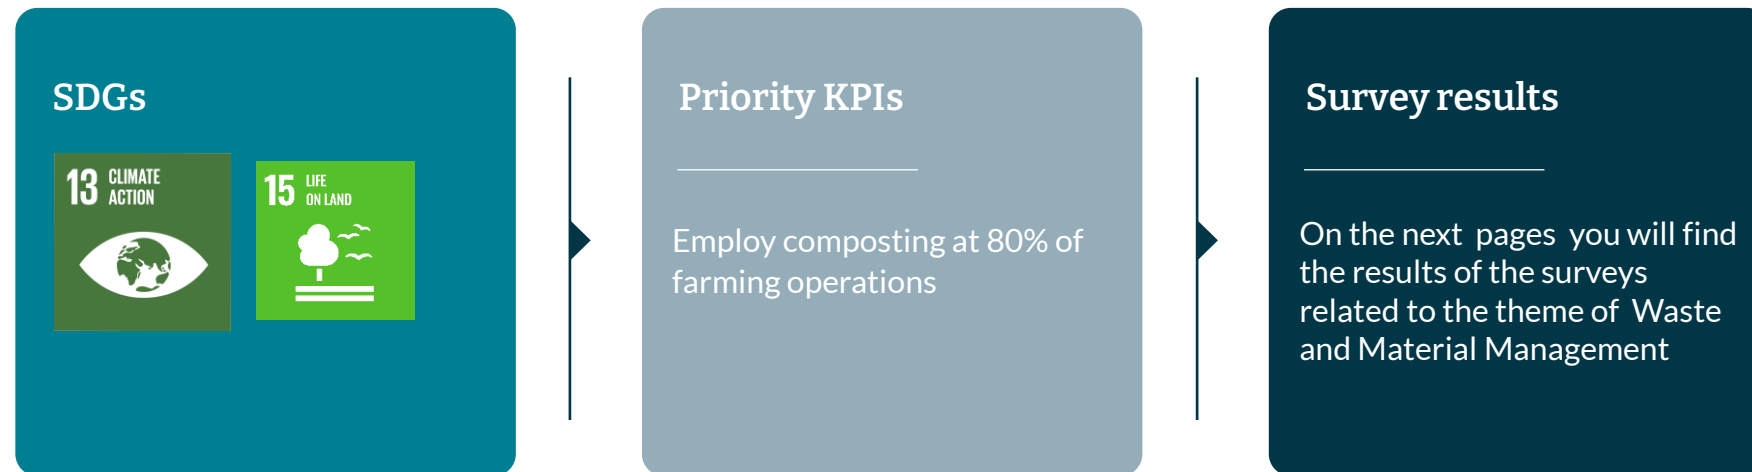 SDGs
13 CLIMATE
ACTION
15 LIFE
ON LAND
Priority KPIs
Employ composting at 80% of
farming operations
Survey results
On the next pages you will find
the results of the surveys
related to the theme of Waste
and Material Management